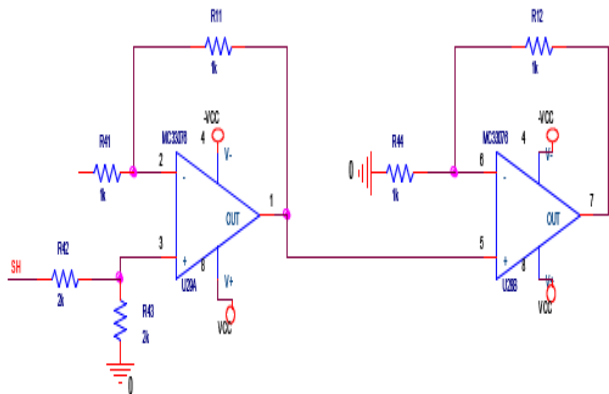 R11
1k
R12
1k
-VCC
-VCC
R41
1k
MC33078
4
V-
2
-
R44
1k
0
MC33078
4
V-
6
-
1
OUT
7
OUT
R42
2k
SH
3
+
8
V+
U29A
VCC
5
+
8
V+
U29B
VCC
R43
2k
0